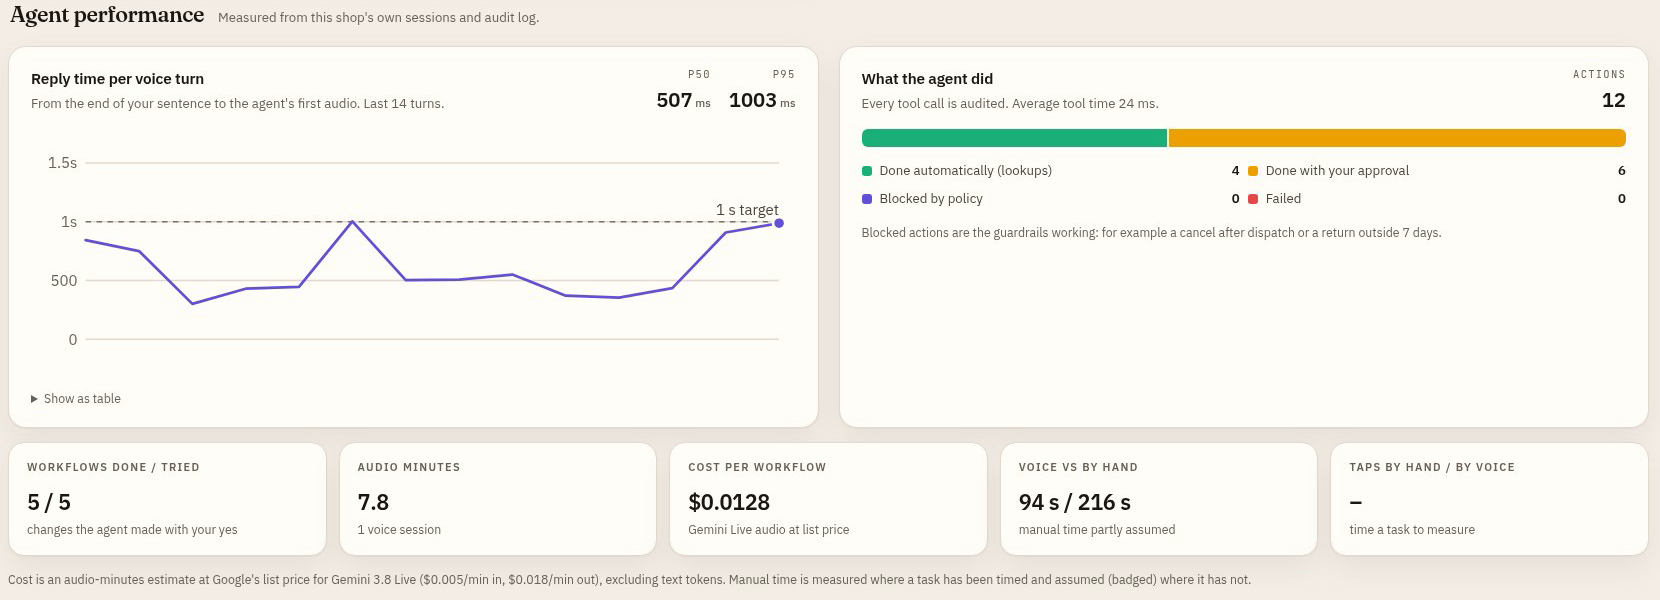 Agent performance Measured from this shop's own sessions and audit log.
Reply time per voice turn
From the end of your sentence to the agent's first audio. Last 14 turns.
P50 P95
507 ms 1003 ms
1.5s
1s
500
0
1 s target
▶ Show as table
What the agent did
Every tool call is audited. Average tool time 24 ms.
ACTIONS
12
Done automatically (lookups) 4 Done with your approval 6
Blocked by policy 0 Failed 0
Blocked actions are the guardrails working: for example a cancel after dispatch or a return outside 7 days.
WORKFLOWS DONE / TRIED
5 / 5
changes the agent made with your yes
AUDIO MINUTES
7.8
1 voice session
COST PER WORKFLOW
$0.0128
Gemini Live audio at list price
VOICE VS BY HAND
94 s / 216 s
manual time partly assumed
TAPS BY HAND / BY VOICE
–
time a task to measure
Cost is an audio-minutes estimate at Google's list price for Gemini 3.8 Live ($0.005/min in, $0.018/min out), excluding text tokens. Manual time is measured where a task has been timed and assumed (badged) where it has not.